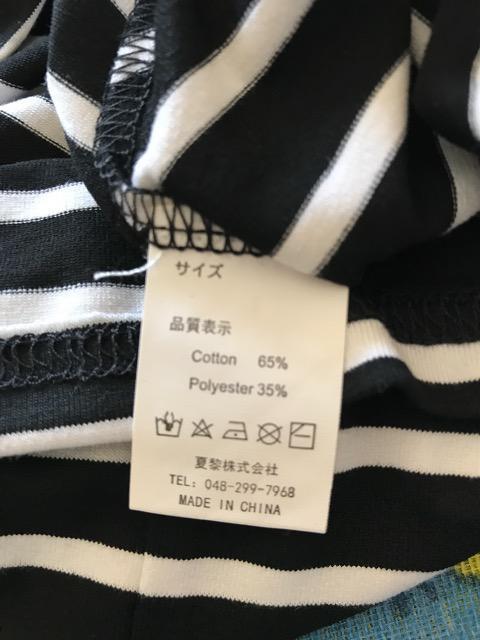 サイズ
品質表示
Cotton 65%
Polyester 35%
夏黎株式会社
TEL: 048-299-7968
MADE IN CHINA